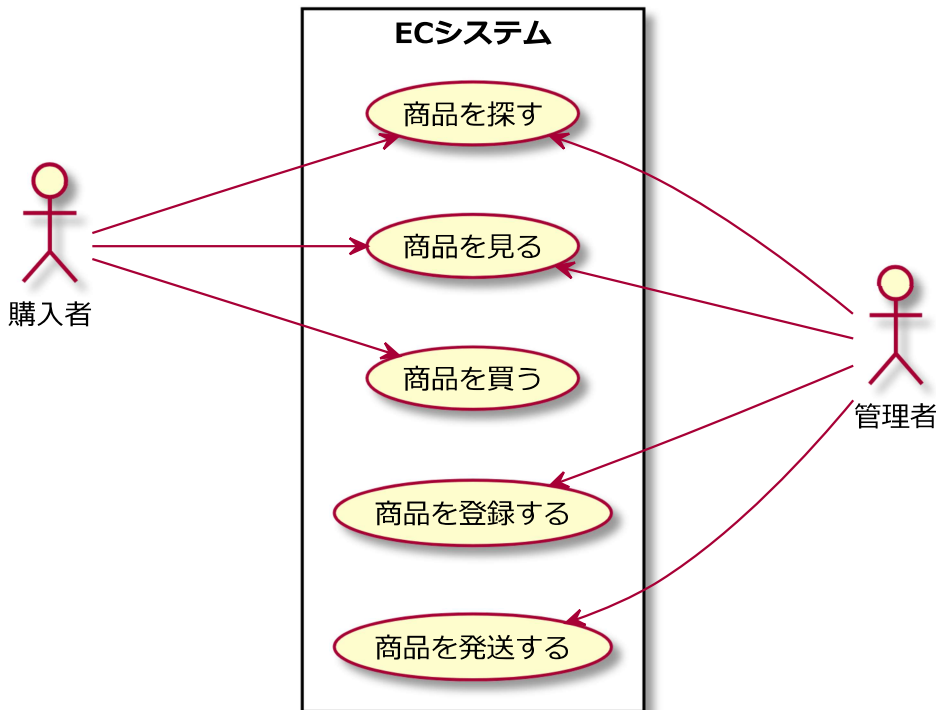 ECシステム
商品を探す
商品を見る
購入者
商品を買う
管理者
商品を登録する
商品を発送する